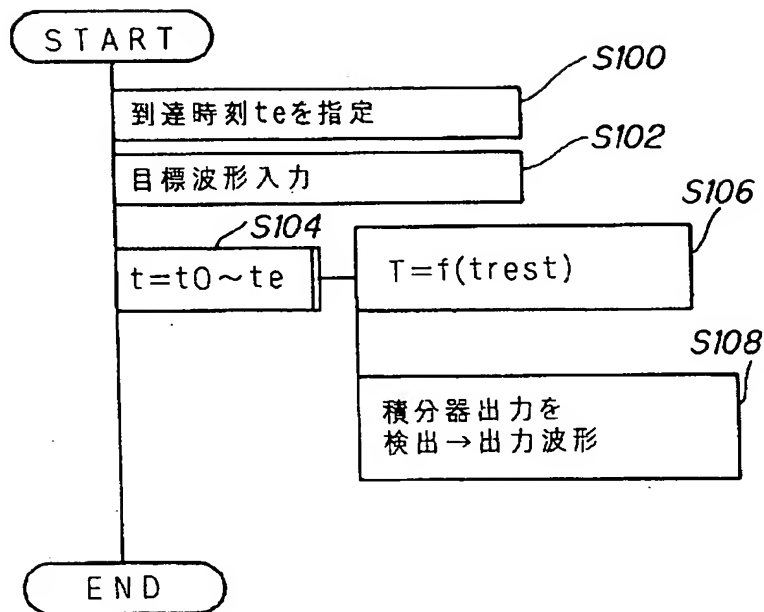 START
S100
到達時刻teを指定
S102
目標波形入力
S104
t=t0~te
S106
T=f(trest)
S108
積分器出力を
検出→出力波形
END